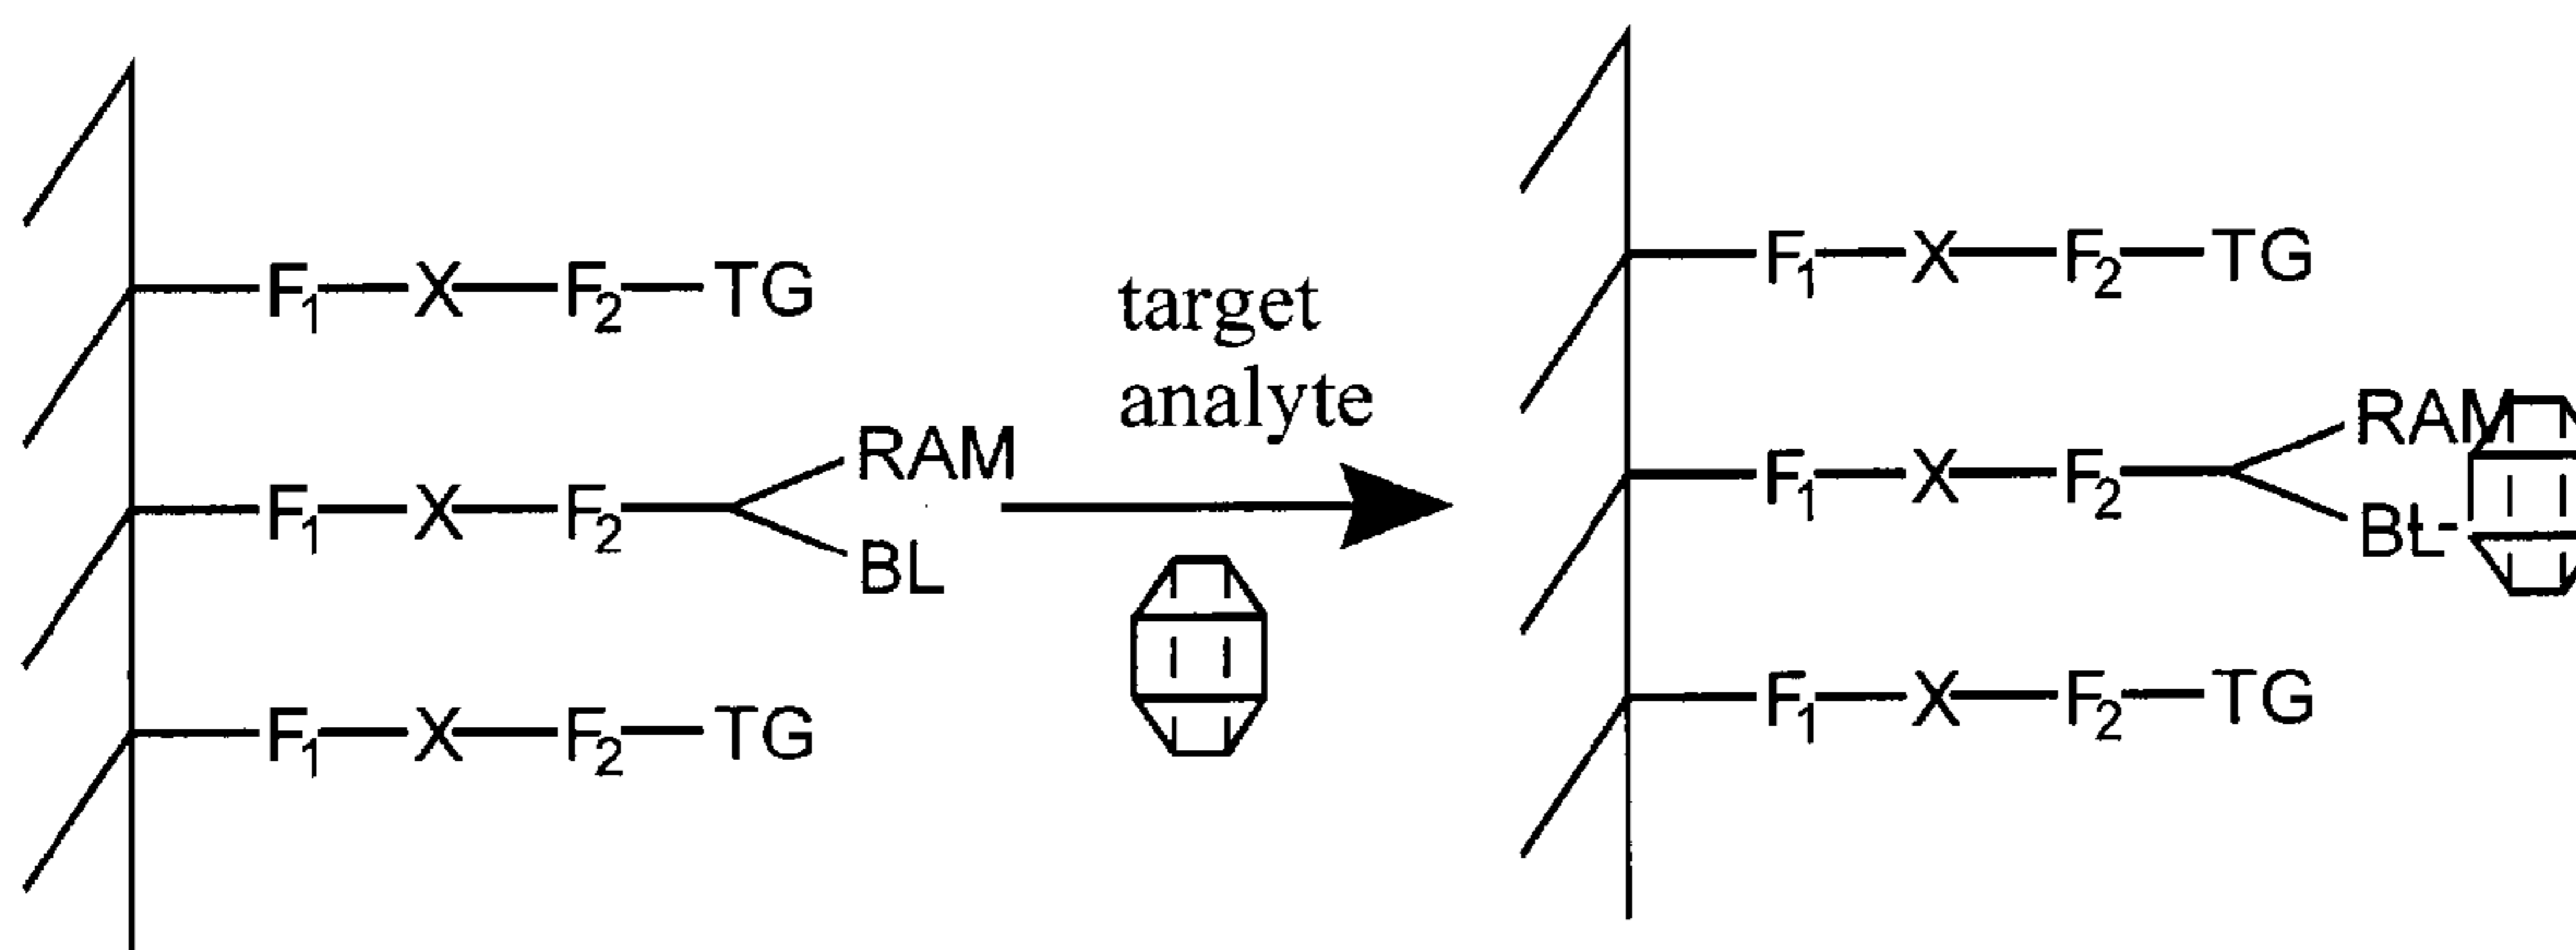 F₁—X—F₂—TG
F₁—X—F₂
RAM
BL
F₁—X—F₂—TG
target
analyte
F₁—X—F₂—TG
F₁—X—F₂
RAM
BL
F₁—X—F₂—TG